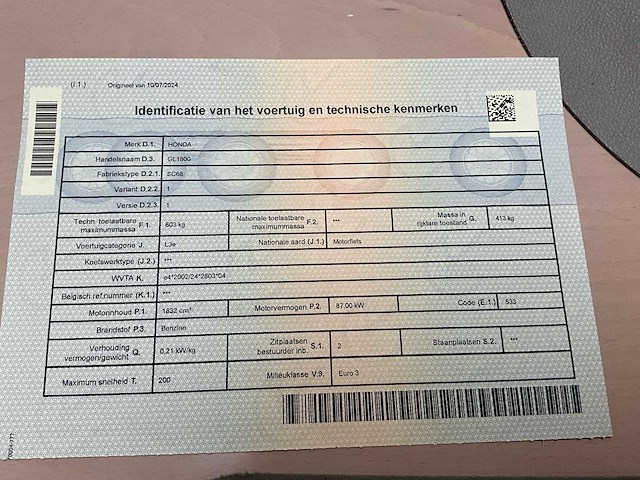 (i.1.) Origineel van 10/07/2024
Identificatie van het voertuig en technische kenmerken
Merk D.1. HONDA
Handelsnaam D.3. GL1800
Fabriekstype D.2.1. SC68
Variant D.2.2. 1
Versie D.2.3. 1
Techn. toelaatbare maximummassa F.1. 603 kg Nationale toelaatbare maximummassa F.2. *** Massa in rijklare toestand G. 413 kg
Voertuigcategorie J. L3e Nationale aard (J.1.) Motorfiets
Koetswerktype (J.2.) ***
WVTA K. e4*2002/24*2803*04
Belgisch ref.nummer (K.1.) ***
Motorinhoud P.1. 1832 cm³ Motorvermogen P.2. 87,00 kW Code (E.1.) 533
Brandstof P.3. Benzine
Verhouding vermogen/gewicht Q. 0,21 kW/kg Zitplaatsen bestuurder inb. S.1. 2 Staanplaatsen S.2. ***
Maximum snelheid T. 200 Milieuklasse V.9. Euro 3